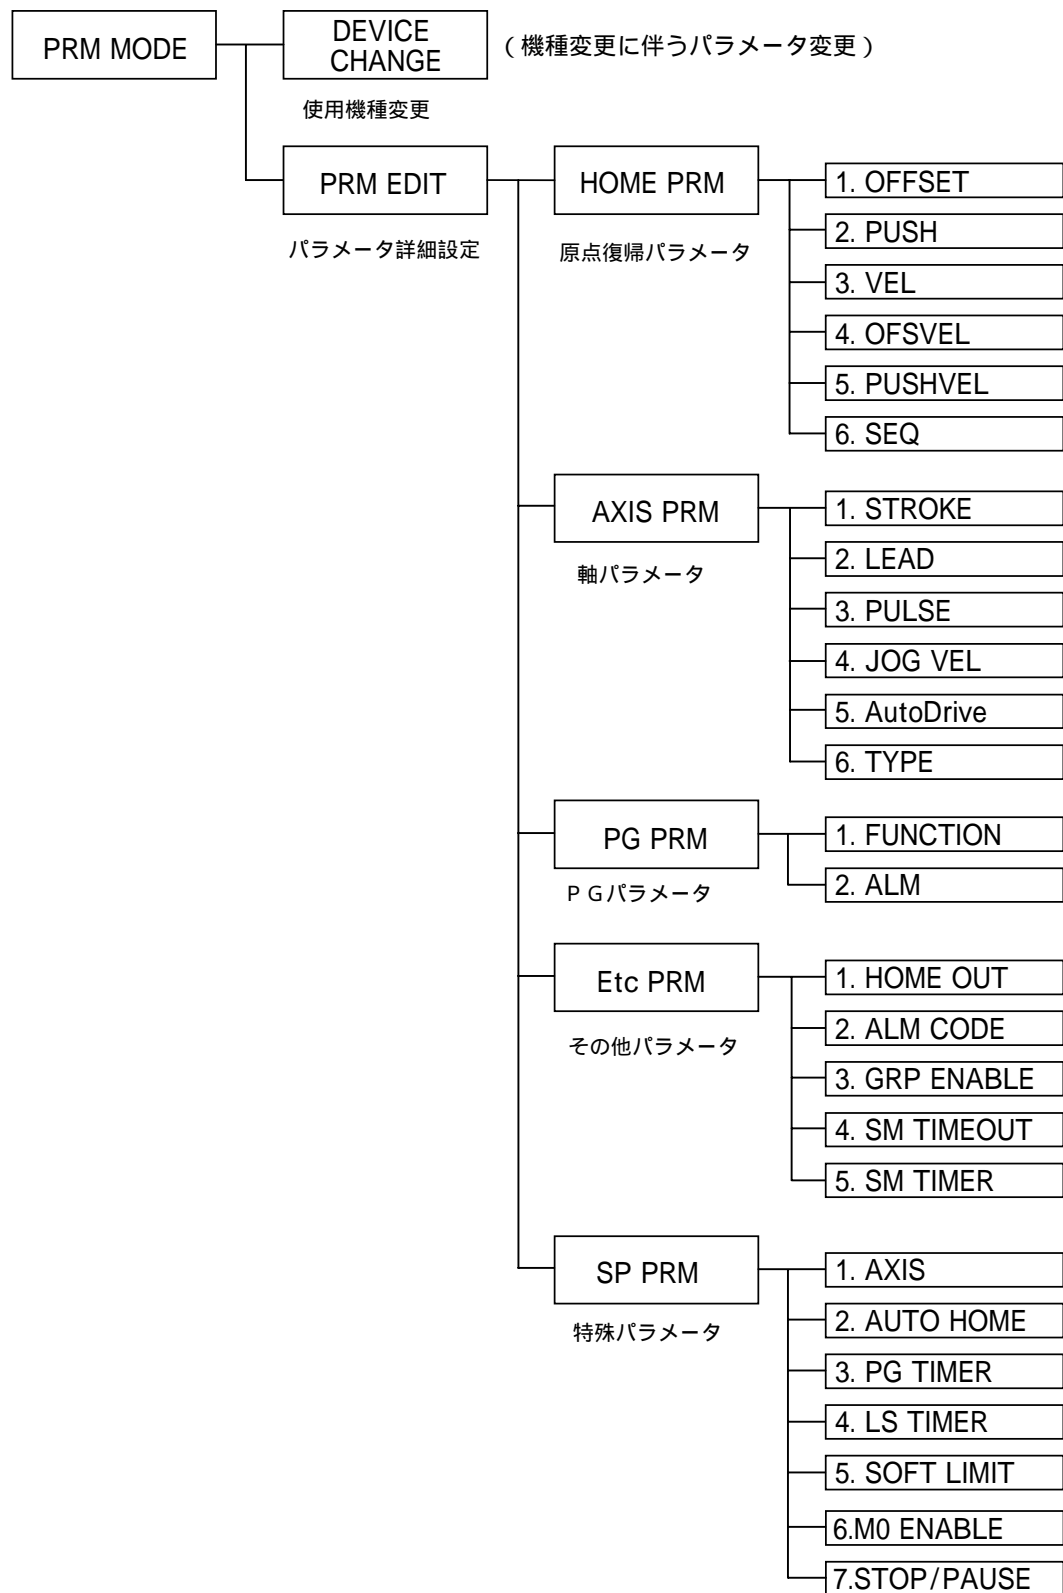 PRM MODE
DEVICE
CHANGE
（機種変更に伴うパラメータ変更）
使用機種変更
PRM EDIT
パラメータ詳細設定
HOME PRM
原点復帰パラメータ
1. OFFSET
2. PUSH
3. VEL
4. OFSVEL
5. PUSHVEL
6. SEQ
AXIS PRM
軸パラメータ
1. STROKE
2. LEAD
3. PULSE
4. JOG VEL
5. AutoDrive
6. TYPE
PG PRM
ＰＧパラメータ
1. FUNCTION
2. ALM
Etc PRM
その他パラメータ
1. HOME OUT
2. ALM CODE
3. GRP ENABLE
4. SM TIMEOUT
5. SM TIMER
SP PRM
特殊パラメータ
1. AXIS
2. AUTO HOME
3. PG TIMER
4. LS TIMER
5. SOFT LIMIT
6.M0 ENABLE
7.STOP/PAUSE